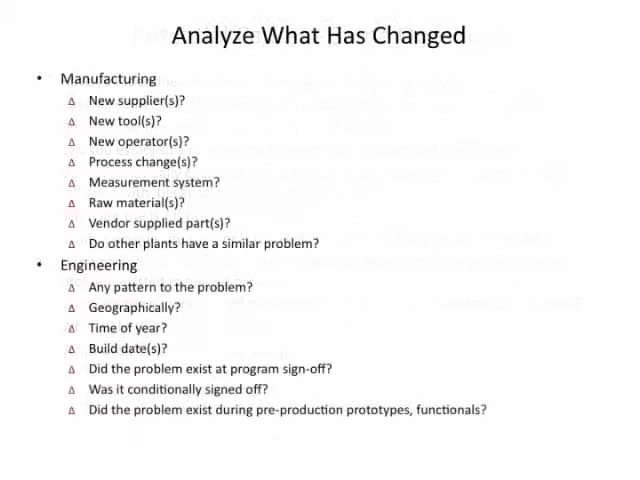 Analyze What Has Changed
• Manufacturing
Δ New supplier(s)?
Δ New tool(s)?
Δ New operator(s)?
Δ Process change(s)?
Δ Measurement system?
Δ Raw material(s)?
Δ Vendor supplied part(s)?
Δ Do other plants have a similar problem?
• Engineering
Δ Any pattern to the problem?
Δ Geographically?
Δ Time of year?
Δ Build date(s)?
Δ Did the problem exist at program sign-off?
Δ Was it conditionally signed off?
Δ Did the problem exist during pre-production prototypes, functionals?